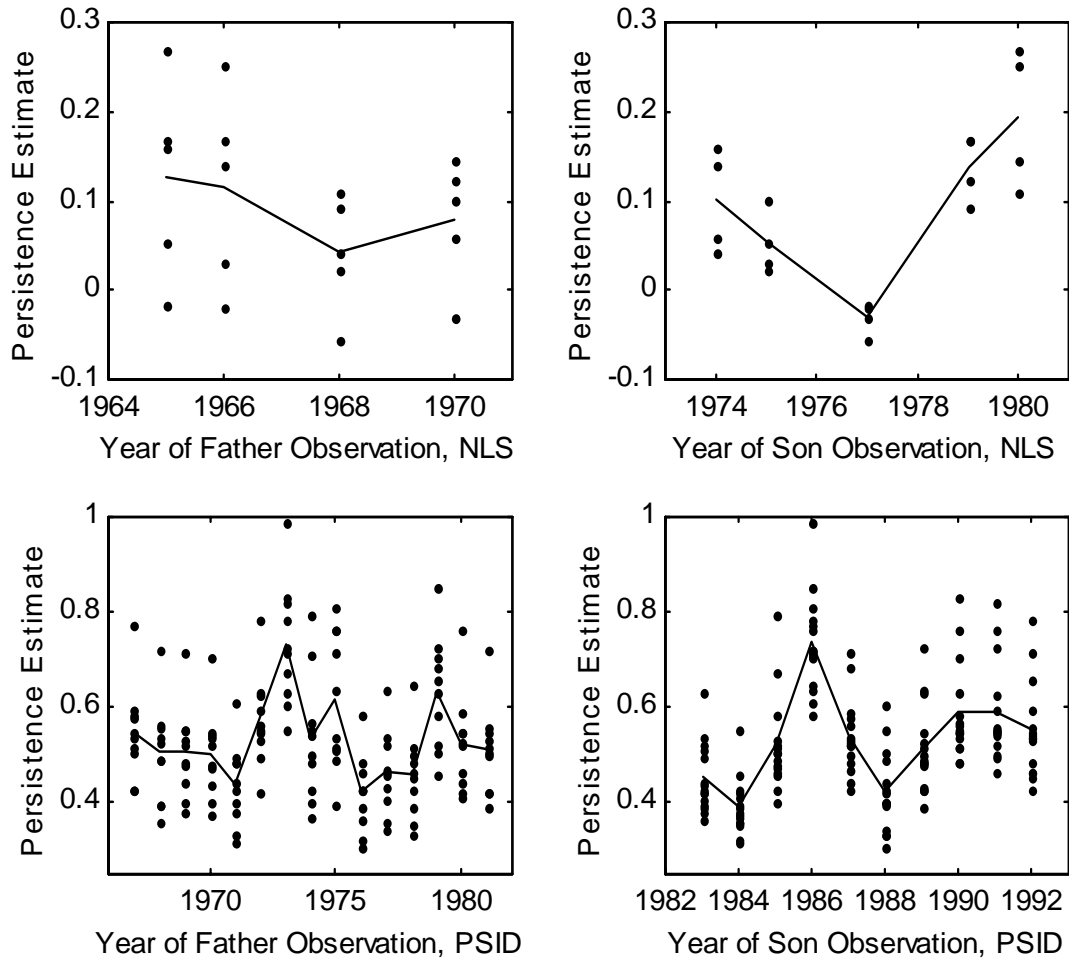 0.3
0.2
0.1
0
-0.1
Persistence Estimate
1964 1966 1968 1970
Year of Father Observation, NLS
0.3
0.2
0.1
0
-0.1
Persistence Estimate
1974 1976 1978 1980
Year of Son Observation, NLS
1
0.8
0.6
0.4
Persistence Estimate
1970 1975 1980
Year of Father Observation, PSID
1
0.8
0.6
0.4
Persistence Estimate
1982 1984 1986 1988 1990 1992
Year of Son Observation, PSID